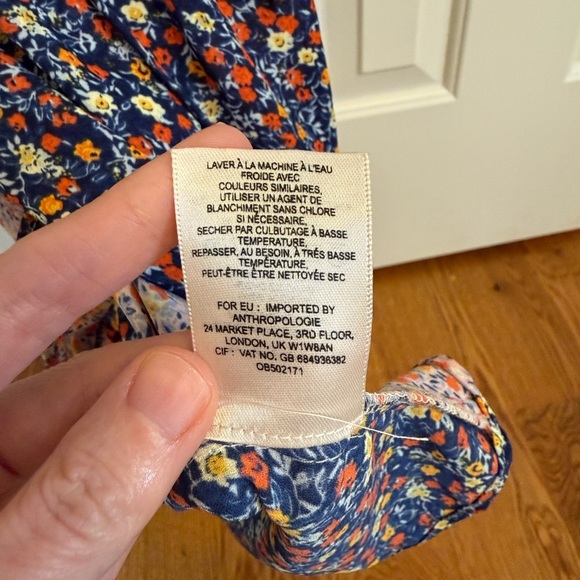 LAVER À LA MACHINE À L'EAU
FROIDE AVEC
COULEURS SIMILAIRES,
UTILISER UN AGENT DE
BLANCHIMENT SANS CHLORE
SI NÉCESSAIRE,
SECHER PAR CULBUTAGE À BASSE
TEMPERATURE,
REPASSER, AU BESOIN, À TRÉS BASSE
TEMPÉRATURE,
PEUT-ÊTRE ÊTRE NETTOYÉE SEC
FOR EU : IMPORTED BY
ANTHROPOLOGIE
24 MARKET PLACE, 3RD FLOOR,
LONDON, UK W1W8AN
CIF : VAT NO. GB 684936382
OB502171